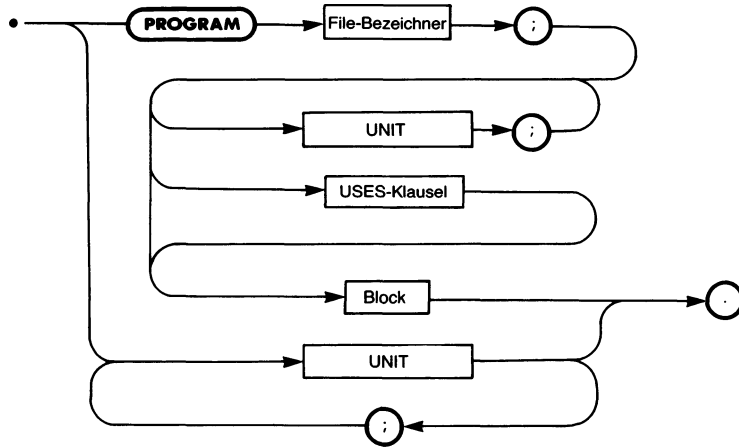 PROGRAM File-Bezeichner ;
UNIT ;
USES-Klausel
Block .
UNIT
;